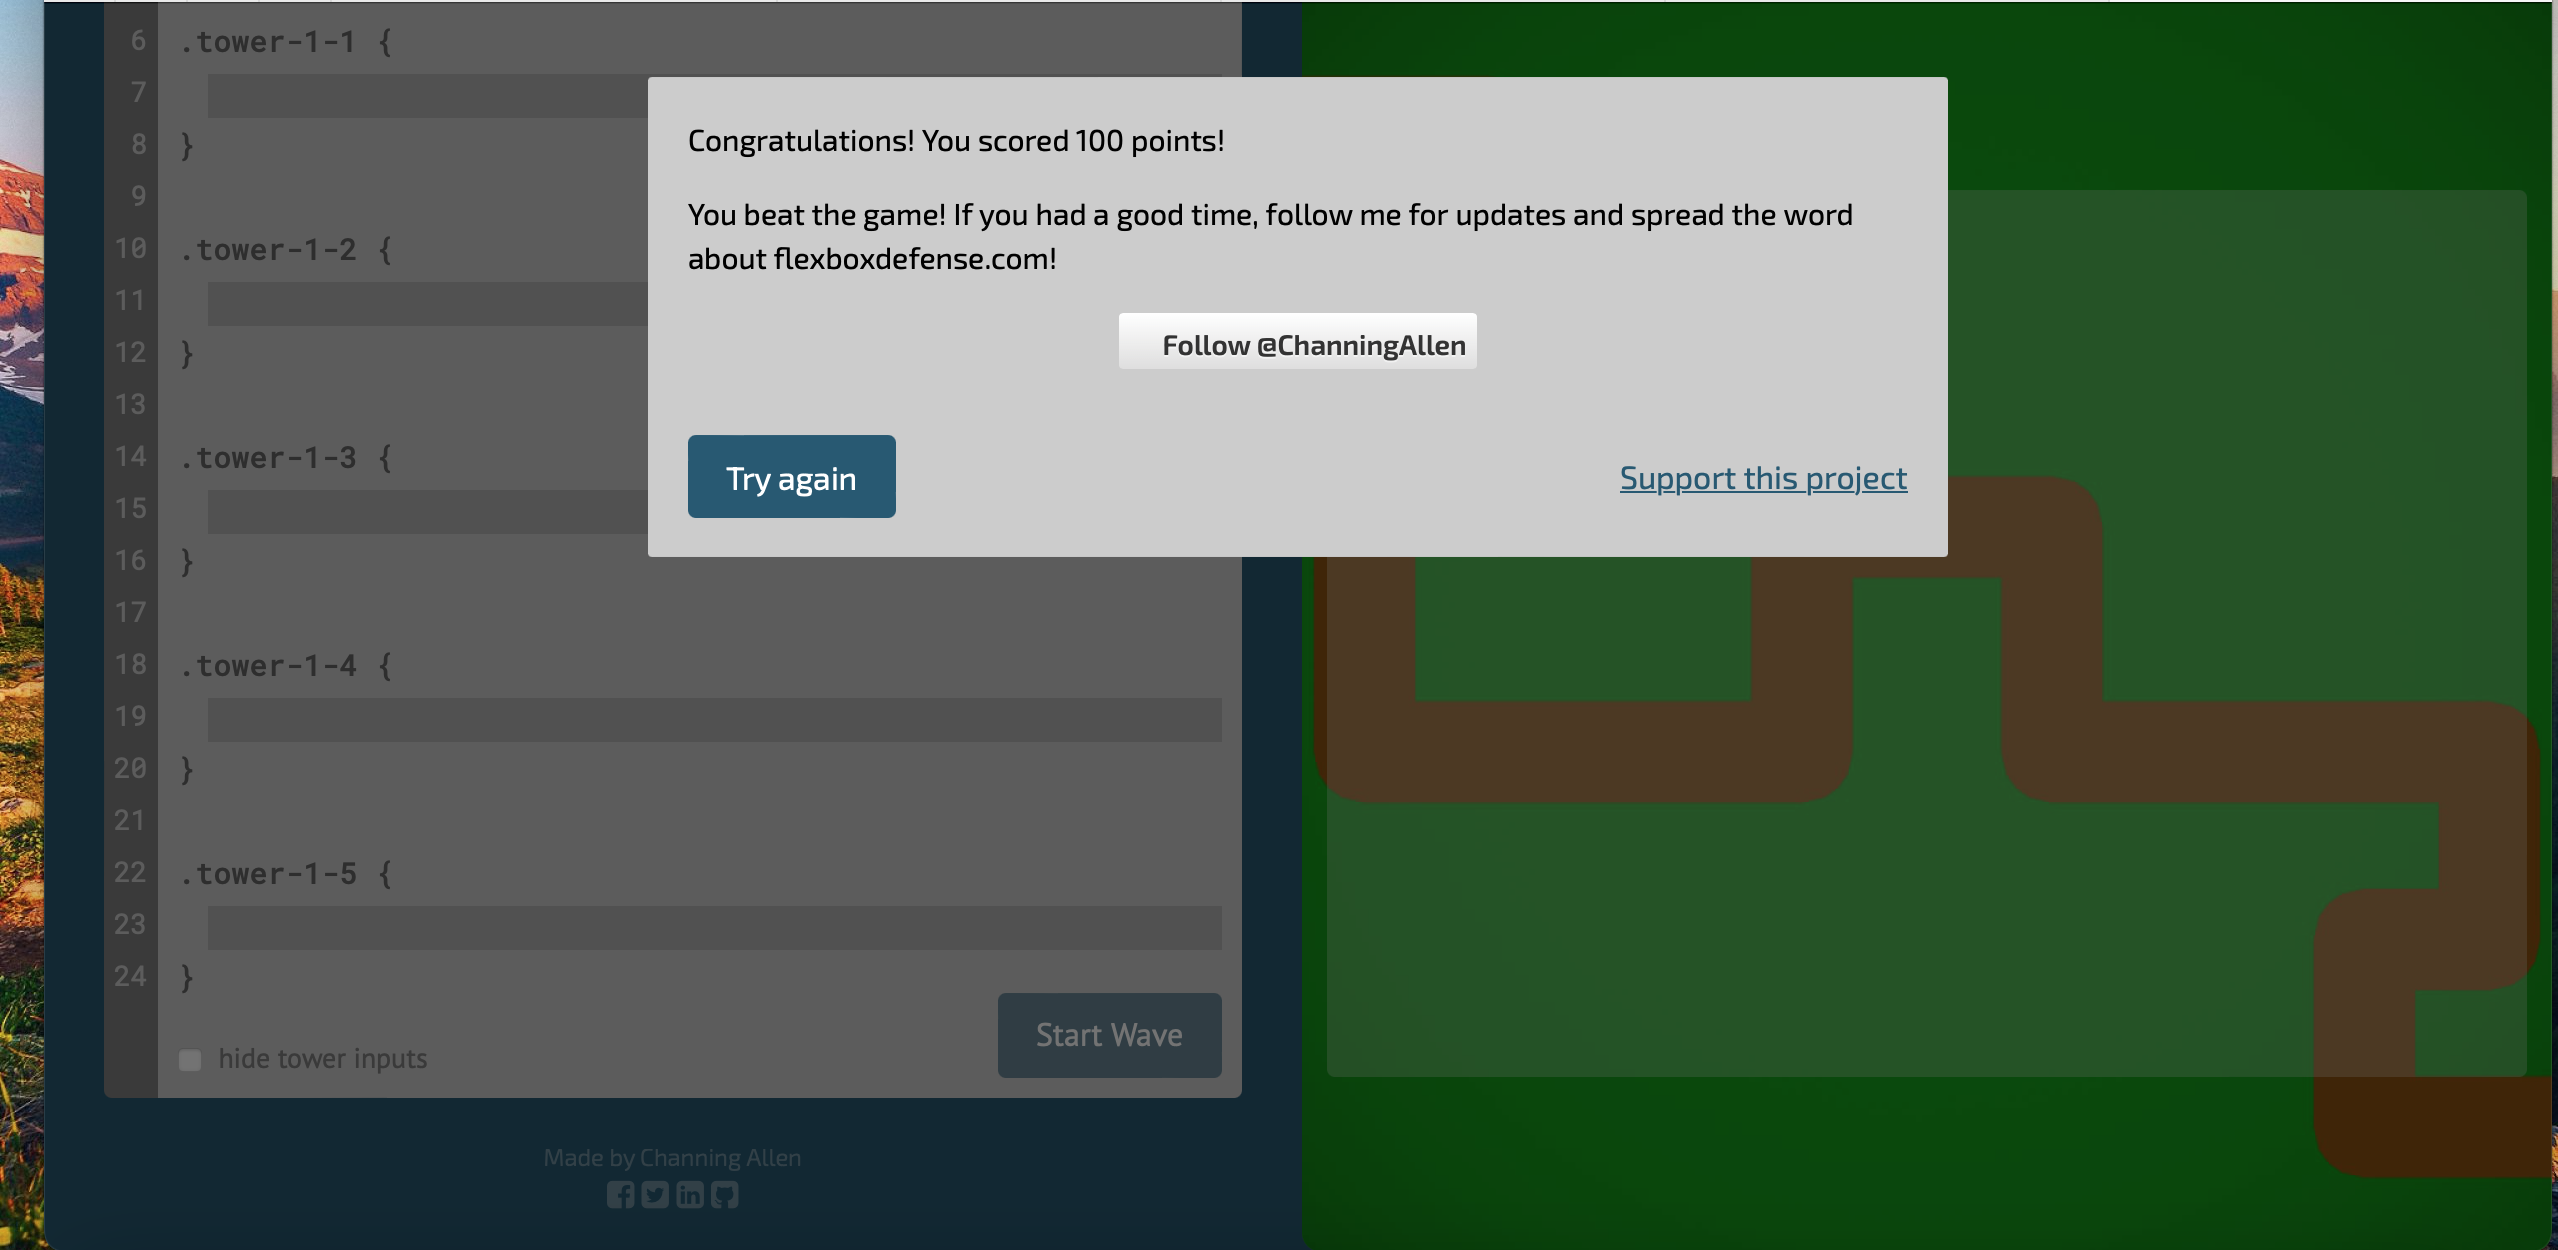 6 .tower-1-1 {
7
8 }
9
10 .tower-1-2 {
11
12 }
13
14 .tower-1-3 {
15
16 }
17
18 .tower-1-4 {
19
20 }
21
22 .tower-1-5 {
23
24 }
hide tower inputs
Start Wave
Made by Channing Allen
Congratulations! You scored 100 points!
You beat the game! If you had a good time, follow me for updates and spread the word
about flexboxdefense.com!
Follow @ChanningAllen
Try again
Support this project